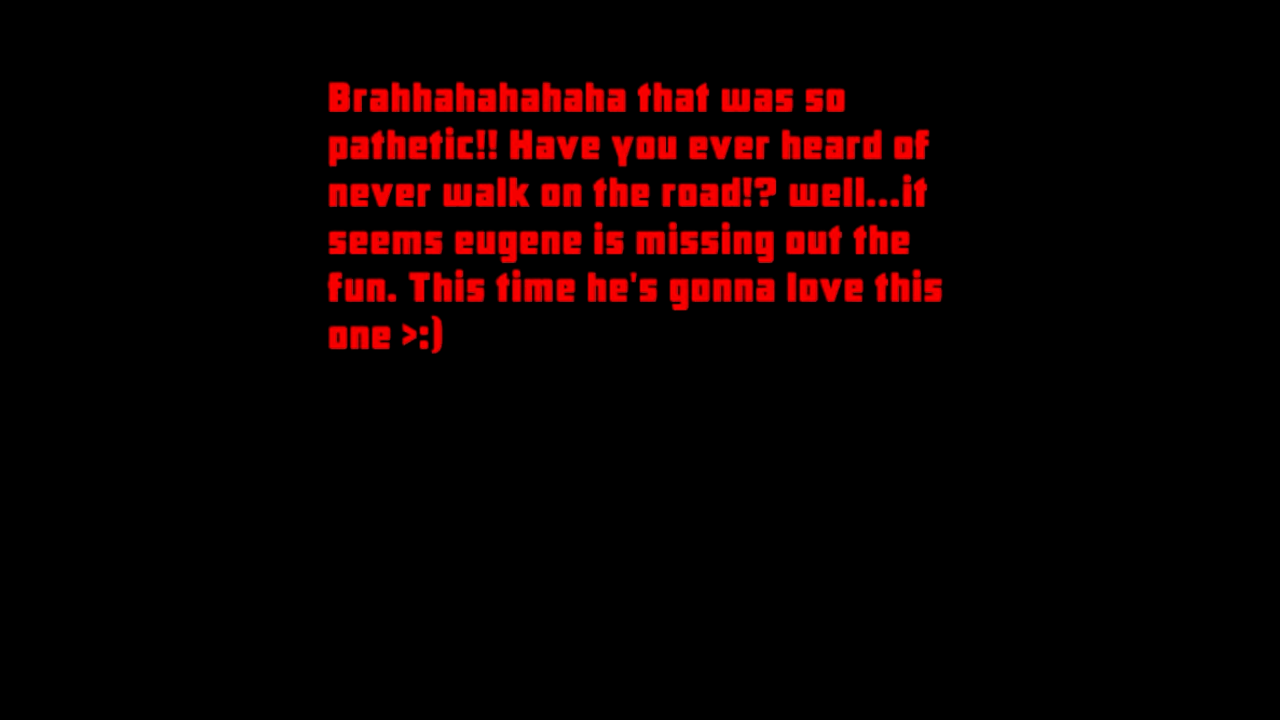 Brahhahahahaha that was so
pathetic!! Have you ever heard of
never walk on the road!? well...it
seems eugene is missing out the
fun. This time he's gonna love this
one >:)